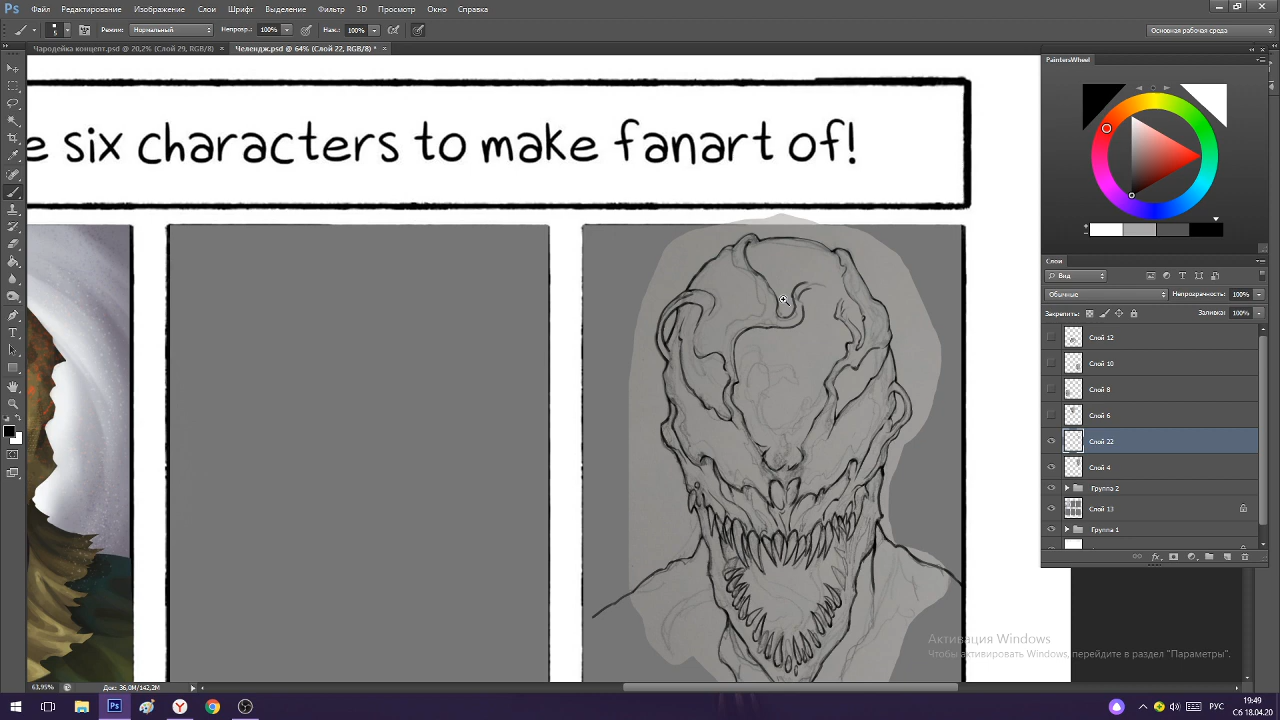 Ps Файл Редактирование Изображение Слои Шрифт Выделение Фильтр 3D Просмотр Окно Справка
5 Режим: Нормальный Непрозр.: 100% Наж.: 100% Основная рабочая среда
Чародейка концепт.psd @ 20,2% (Слой 29, RGB/8) × Челендж.psd @ 64% (Слой 22, RGB/8) * ×
e six characters to make fanart of!
PaintersWheel
Слои
Вид
Обычные Непрозрачность: 100%
Закрепить: Заливка: 100%
Слой 12
Слой 10
Слой 8
Слой 6
Слой 22
Слой 4
Группа 2
Слой 13
Группа 1
Активация Windows
Чтобы активировать Windows, перейдите в раздел "Параметры".
63,95% Док: 36,0M/142,2M
РУС 19:49
Сб 18.04.20